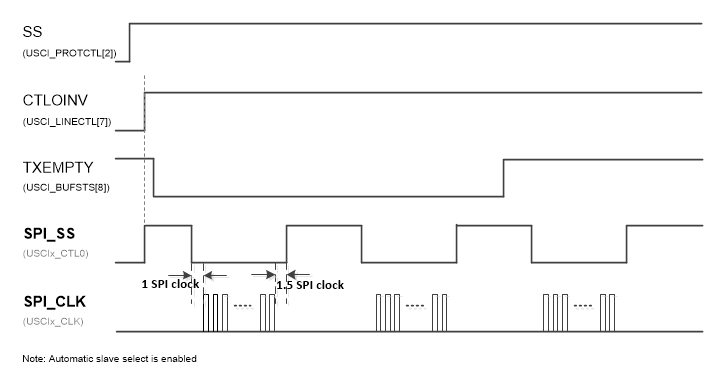 SS
(USCI_PROTCTL[2])
CTLOINV
(USCI_LINECTL[7])
TXEMPTY
(USCI_BUFSTS[8])
SPI_SS
(USCIx_CTL0)
1 SPI clock
1.5 SPI clock
SPI_CLK
(USCIx_CLK)
Note: Automatic slave select is enabled